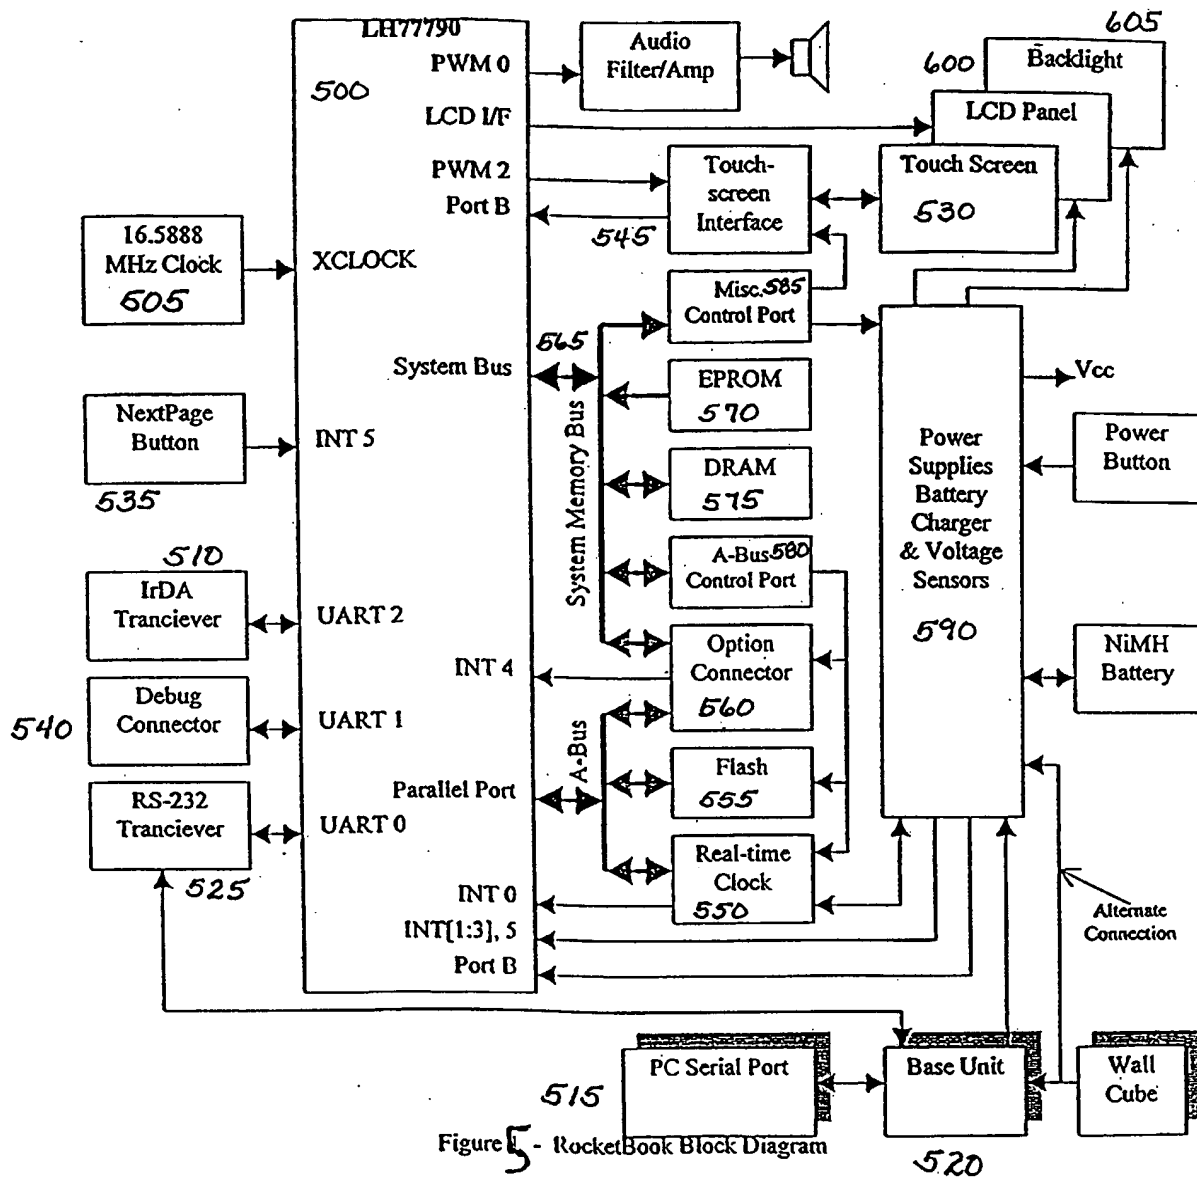 LH77790
500
PWM 0
LCD I/F
PWM 2
Port B
XCLOCK
System Bus
INT 5
UART 2
INT 4
UART 1
Parallel Port
UART 0
INT 0
INT[1:3], 5
Port B
Audio
Filter/Amp
605
Backlight
600
LCD Panel
Touch Screen
530
Touch-
screen
Interface
545
16.5888
MHz Clock
505
Misc. 585
Control Port
565
EPROM
570
System Memory Bus
DRAM
575
A-Bus 580
Control Port
Option
Connector
560
A-Bus
Flash
555
Real-time
Clock
550
NextPage
Button
535
510
IrDA
Tranciever
Debug
Connector
540
RS-232
Tranciever
525
Power
Supplies
Battery
Charger
& Voltage
Sensors
590
Vcc
Power
Button
NiMH
Battery
Alternate
Connection
PC Serial Port
515
Base Unit
520
Wall
Cube
Figure 5 - RocketBook Block Diagram